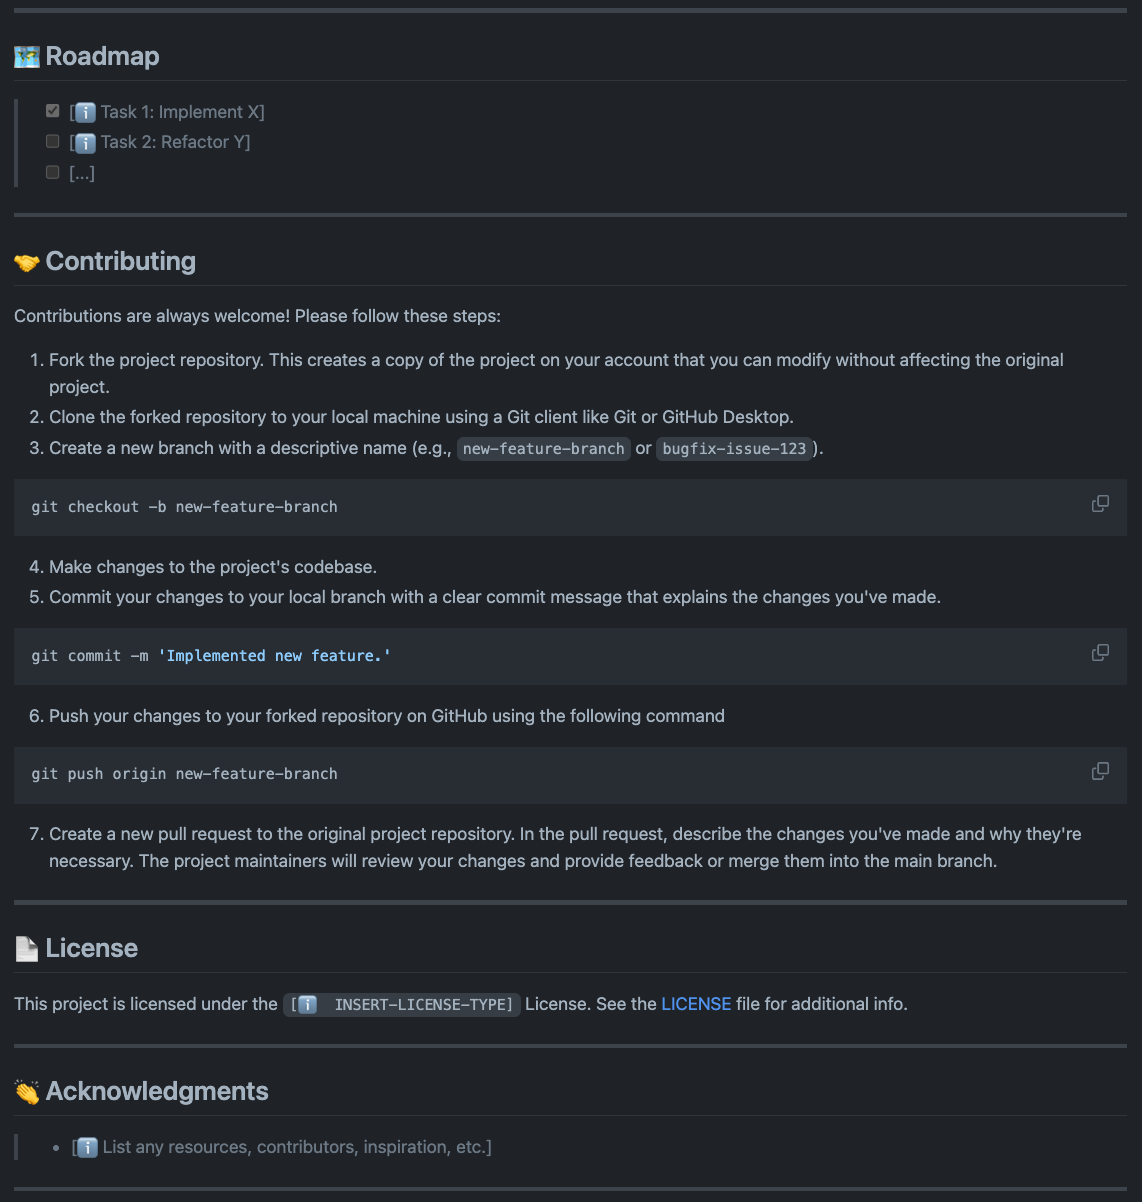 🗺️ Roadmap
[ℹ️ Task 1: Implement X]
[ℹ️ Task 2: Refactor Y]
[...]
🤝 Contributing
Contributions are always welcome! Please follow these steps:
1. Fork the project repository. This creates a copy of the project on your account that you can modify without affecting the original
project.
2. Clone the forked repository to your local machine using a Git client like Git or GitHub Desktop.
3. Create a new branch with a descriptive name (e.g., new-feature-branch or bugfix-issue-123).
git checkout -b new-feature-branch
4. Make changes to the project's codebase.
5. Commit your changes to your local branch with a clear commit message that explains the changes you've made.
git commit -m 'Implemented new feature.'
6. Push your changes to your forked repository on GitHub using the following command
git push origin new-feature-branch
7. Create a new pull request to the original project repository. In the pull request, describe the changes you've made and why they're
necessary. The project maintainers will review your changes and provide feedback or merge them into the main branch.
📄 License
This project is licensed under the [ℹ️ INSERT-LICENSE-TYPE] License. See the LICENSE file for additional info.
👏 Acknowledgments
• [ℹ️ List any resources, contributors, inspiration, etc.]